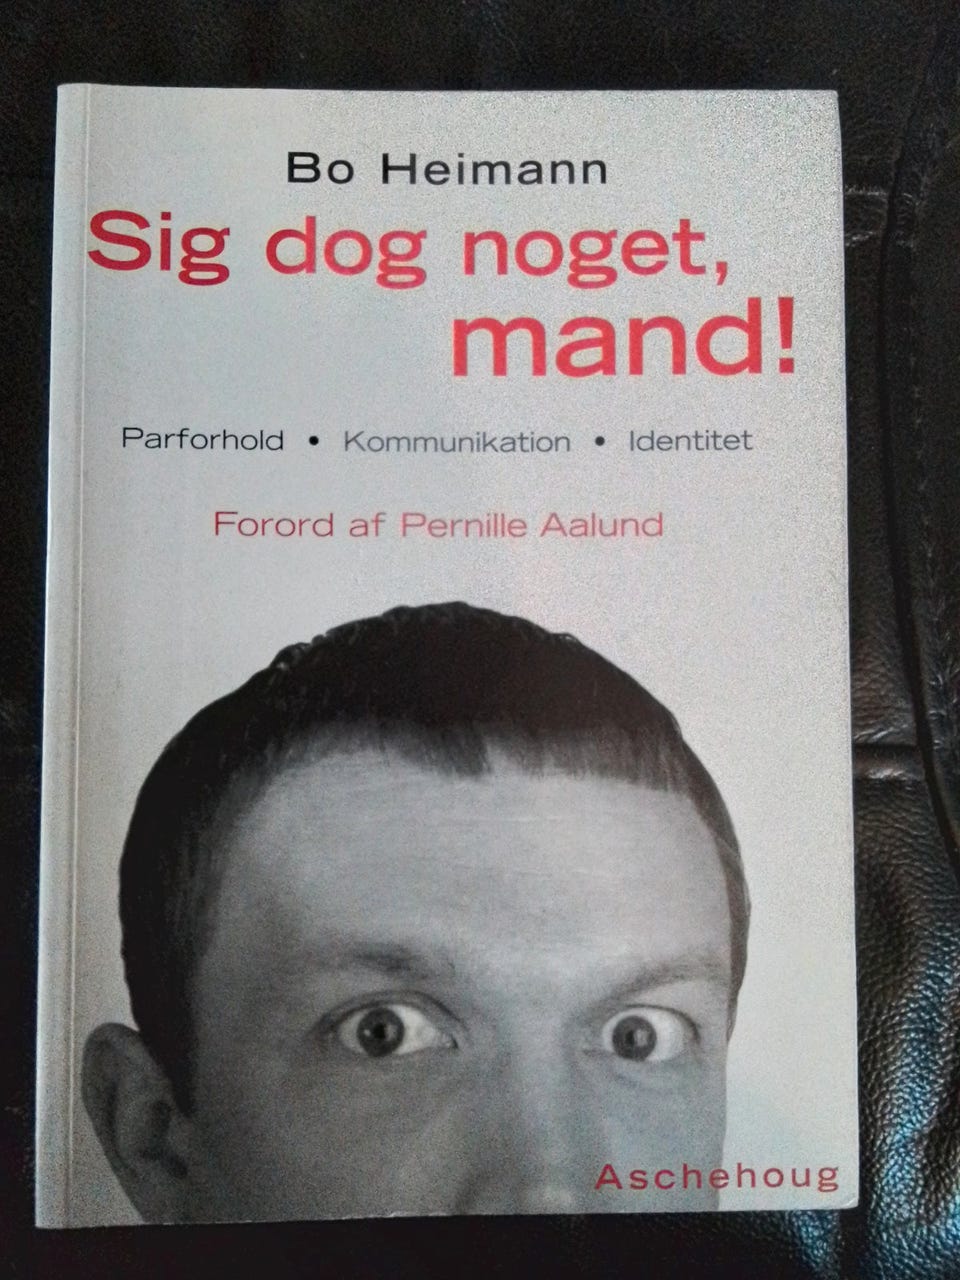 Bo Heimann
Sig dog noget,
mand!
Parforhold • Kommunikation • Identitet
Forord af Pernille Aalund
Aschehoug